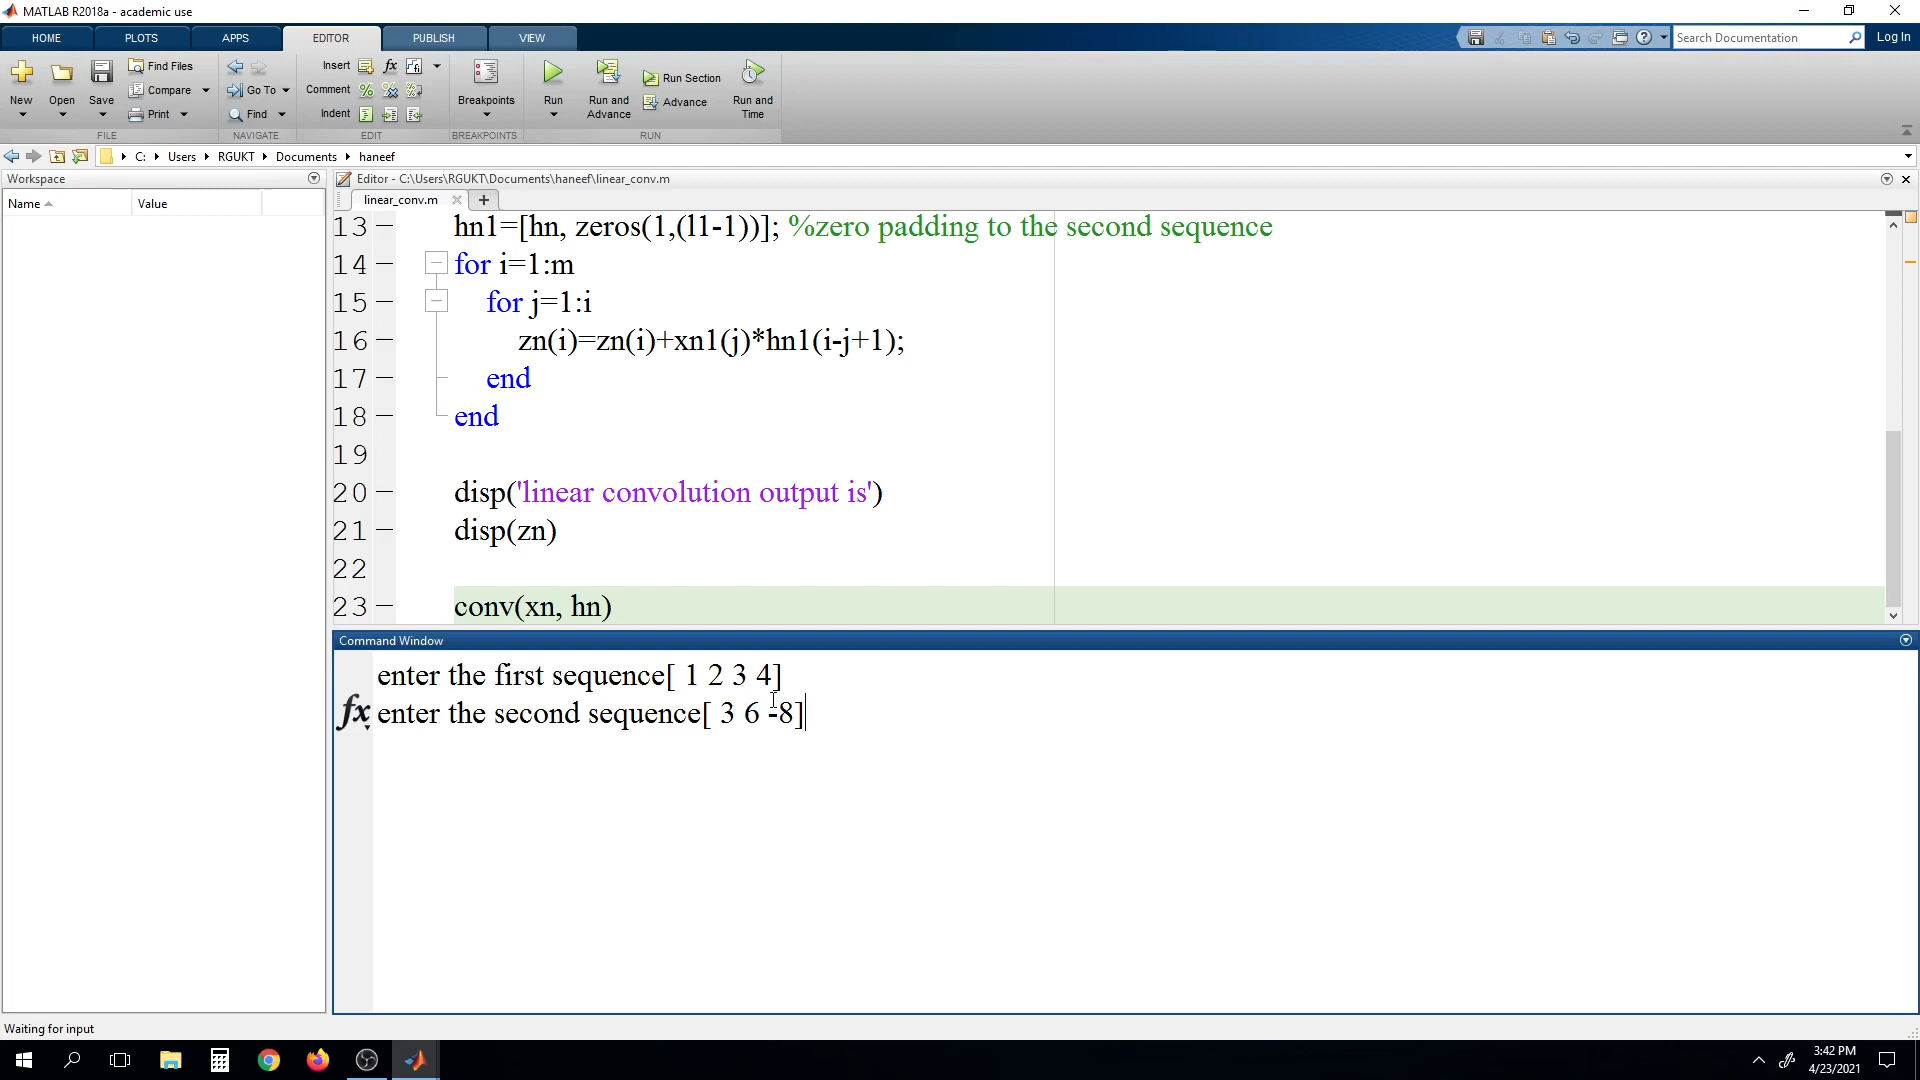 MATLAB R2018a - academic use
HOME PLOTS APPS EDITOR PUBLISH VIEW
Search Documentation Log In
New Open Save Find Files Compare Print
Go To Find
Insert fx
Comment
Indent
Breakpoints Run Run and Advance Run Section Advance Run and Time
FILE NAVIGATE EDIT BREAKPOINTS RUN
C: Users RGUKT Documents haneef
Workspace
Name Value
Editor - C:\Users\RGUKT\Documents\haneef\linear_conv.m
linear_conv.m
13 – hn1=[hn, zeros(1,(l1-1))]; %zero padding to the second sequence
14 – for i=1:m
15 – for j=1:i
16 – zn(i)=zn(i)+xn1(j)*hn1(i-j+1);
17 – end
18 – end
19
20 – disp('linear convolution output is')
21 – disp(zn)
22
23 – conv(xn, hn)
Command Window
enter the first sequence[ 1 2 3 4]
fx enter the second sequence[ 3 6 -8]
Waiting for input
3:42 PM
4/23/2021